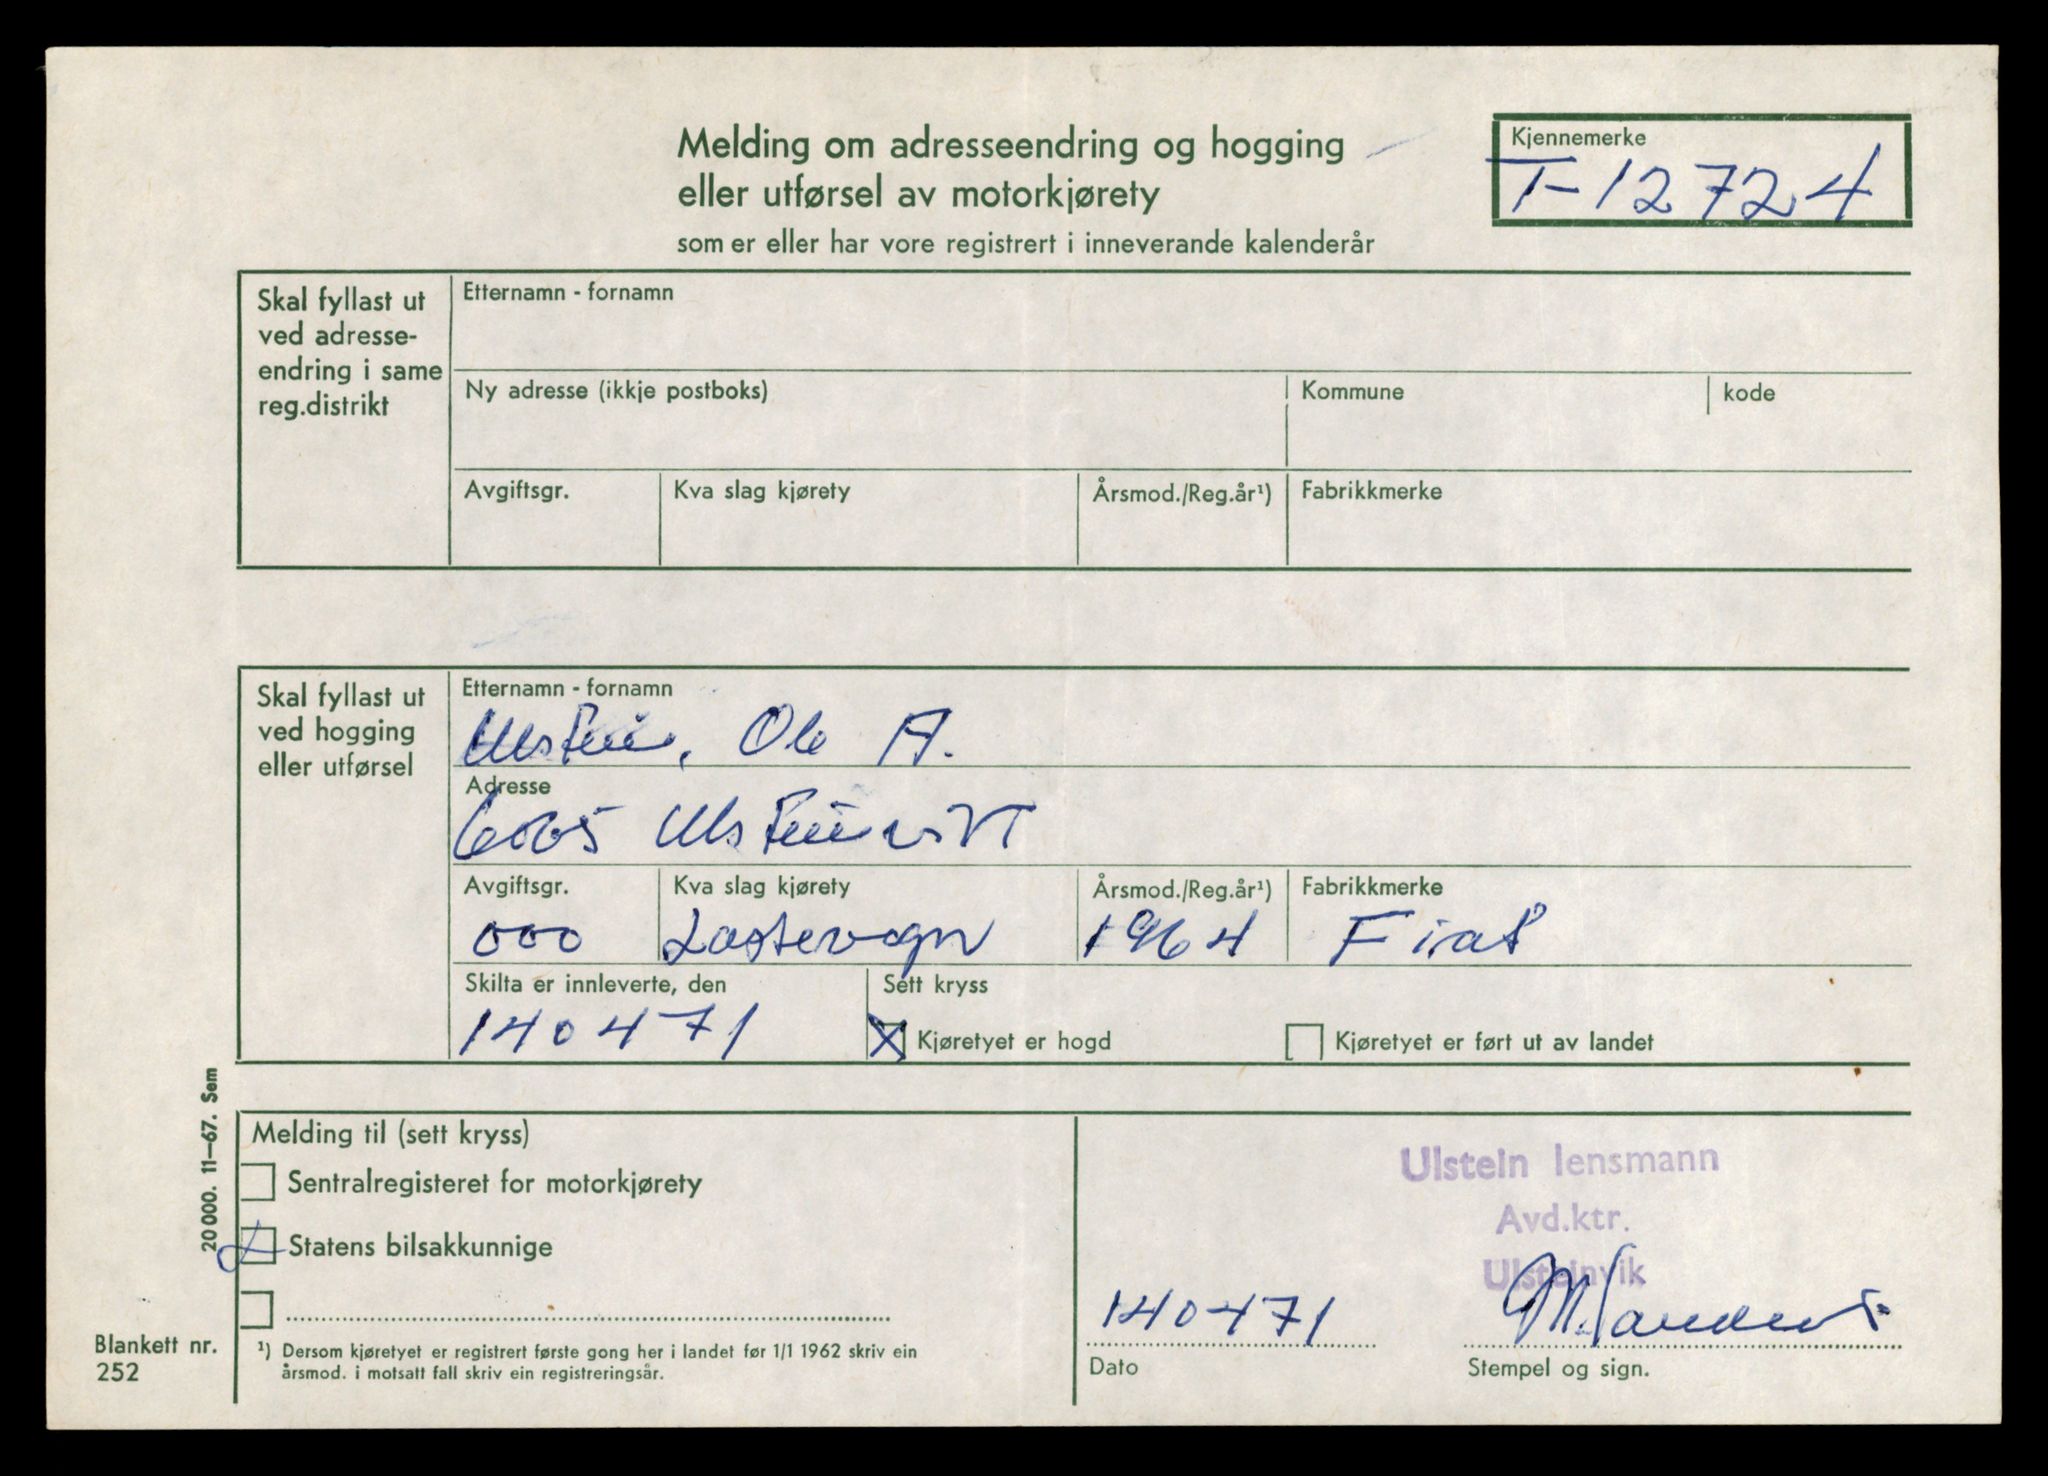 Melding om adresseendring og hogging
eller utførsel av motorkjørety
som er eller har vore registrert i inneverande kalenderår
Kjennemerke
T-12724
Skal fyllast ut
ved adresse-
endring i same
reg.distrikt
Etternamn - fornamn
Ny adresse (ikkje postboks)
Kommune
kode
Avgiftsgr.
Kva slag kjørety
Årsmod./Reg.år¹)
Fabrikkmerke
Skal fyllast ut
ved hogging
eller utførsel
Etternamn - fornamn
Ulstein, Ole A.
Adresse
6065 Ulsteinvik
Avgiftsgr.
000
Kva slag kjørety
Lastevogn
Årsmod./Reg.år¹)
1964
Fabrikkmerke
Fiat
Skilta er innleverte, den
140471
Sett kryss
X Kjøretyet er hogd
Kjøretyet er ført ut av landet
20 000. 11—67. Sem
Melding til (sett kryss)
Sentralregisteret for motorkjørety
Statens bilsakkunnige
Ulstein lensmann
Avd.ktr.
Ulsteinvik
140471
Dato
Stempel og sign.
Blankett nr.
252
¹) Dersom kjøretyet er registrert første gong her i landet før 1/1 1962 skriv ein
årsmod. i motsatt fall skriv ein registreringsår.